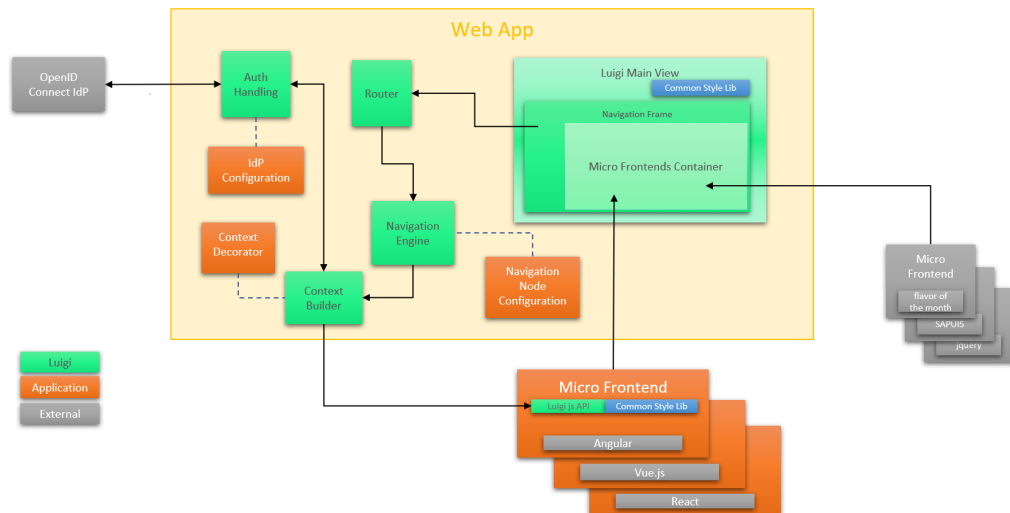 Web App
OpenID
Connect IdP
Auth
Handling
Router
Luigi Main View
Common Style Lib
Navigation Frame
Micro Frontends Container
IdP
Configuration
Context
Decorator
Navigation
Engine
Navigation
Node
Configuration
Context
Builder
Micro
Frontend
flavor of
the month
SAPUI5
jquery
Luigi
Application
External
Micro Frontend
Luigi js API
Common Style Lib
Angular
Vue.js
React